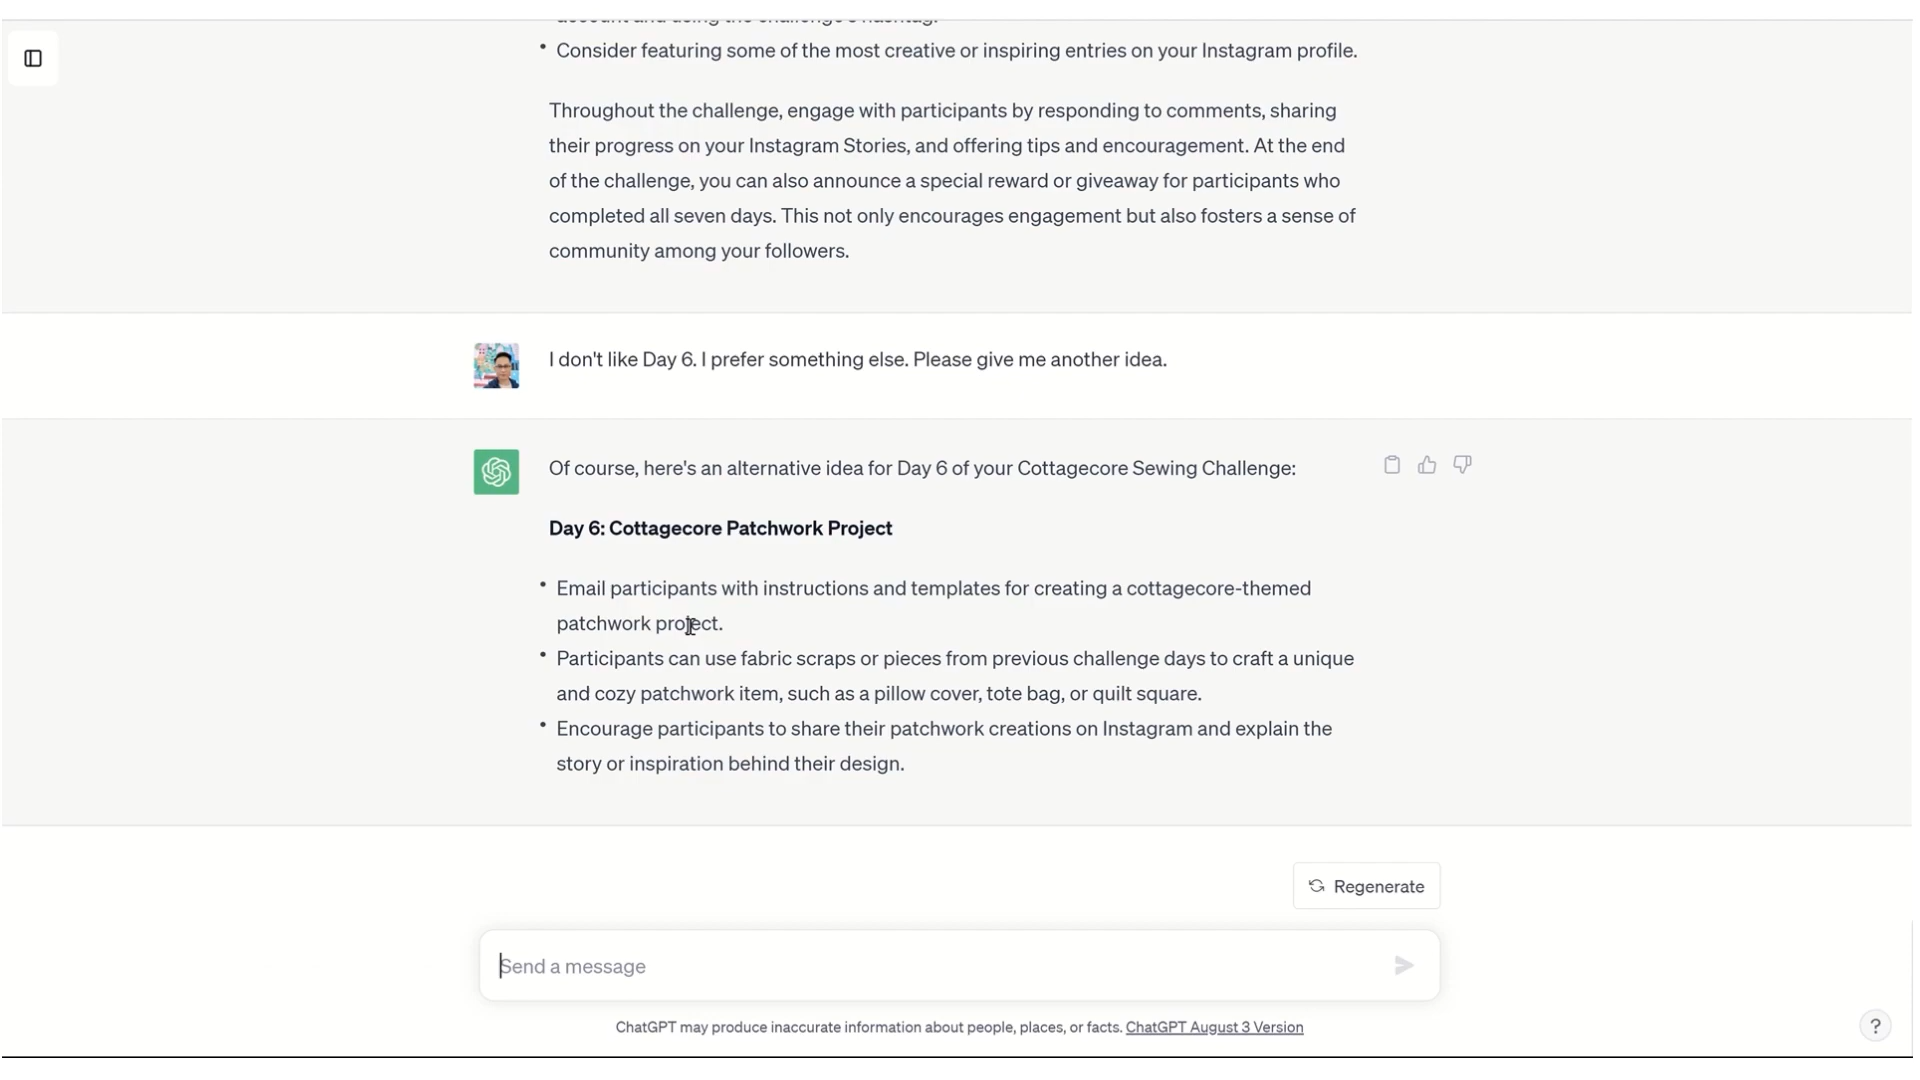 account and using the challenge's hashtag.
• Consider featuring some of the most creative or inspiring entries on your Instagram profile.
Throughout the challenge, engage with participants by responding to comments, sharing
their progress on your Instagram Stories, and offering tips and encouragement. At the end
of the challenge, you can also announce a special reward or giveaway for participants who
completed all seven days. This not only encourages engagement but also fosters a sense of
community among your followers.
I don't like Day 6. I prefer something else. Please give me another idea.
Of course, here's an alternative idea for Day 6 of your Cottagecore Sewing Challenge:
Day 6: Cottagecore Patchwork Project
• Email participants with instructions and templates for creating a cottagecore-themed
patchwork project.
• Participants can use fabric scraps or pieces from previous challenge days to craft a unique
and cozy patchwork item, such as a pillow cover, tote bag, or quilt square.
• Encourage participants to share their patchwork creations on Instagram and explain the
story or inspiration behind their design.
Regenerate
Send a message
ChatGPT may produce inaccurate information about people, places, or facts. ChatGPT August 3 Version
?